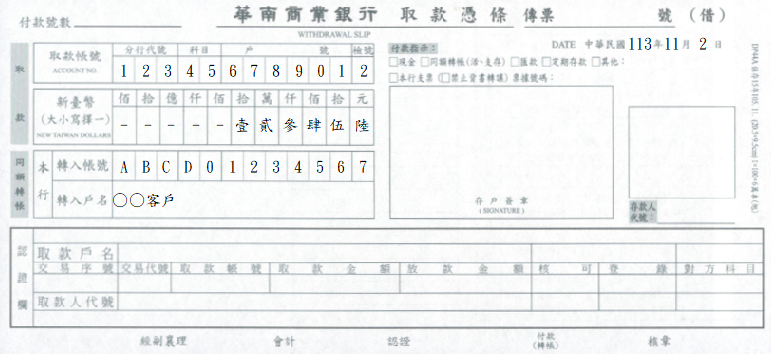 付款號數
華南商業銀行 取款憑條 傳票 號(借)
WITHDRAWAL SLIP
DATE 中華民國 113年11月 2 日
取款
取款帳號
ACCOUNT NO.
分行代號 科目 戶 號 檢號
1 2 3 4 5 6 7 8 9 0 1 2
新臺幣
(大小寫擇一)
NEW TAIWAN DOLLARS
佰 拾 億 仟 佰 拾 萬 仟 佰 拾 元
- - - - - 壹 貳 參 肆 伍 陸
同額轉帳
本行
轉入帳號
A B C D 0 1 2 3 4 5 6 7
轉入戶名
○○客戶
付款指示:
□現金 □同額轉帳(活、支存) □匯款 □定期存款 □其他:
□本行支票(□禁止背書轉讓) 票據號碼:
存戶簽章
(SIGNATURE)
存款人
代號:
認證欄
取款戶名
交易序號 交易代號 取款帳號 取款金額 放款金額 核可 登錄 對方科目
取款人代號
經副襄理 會計 認證 付款(轉帳) 核章